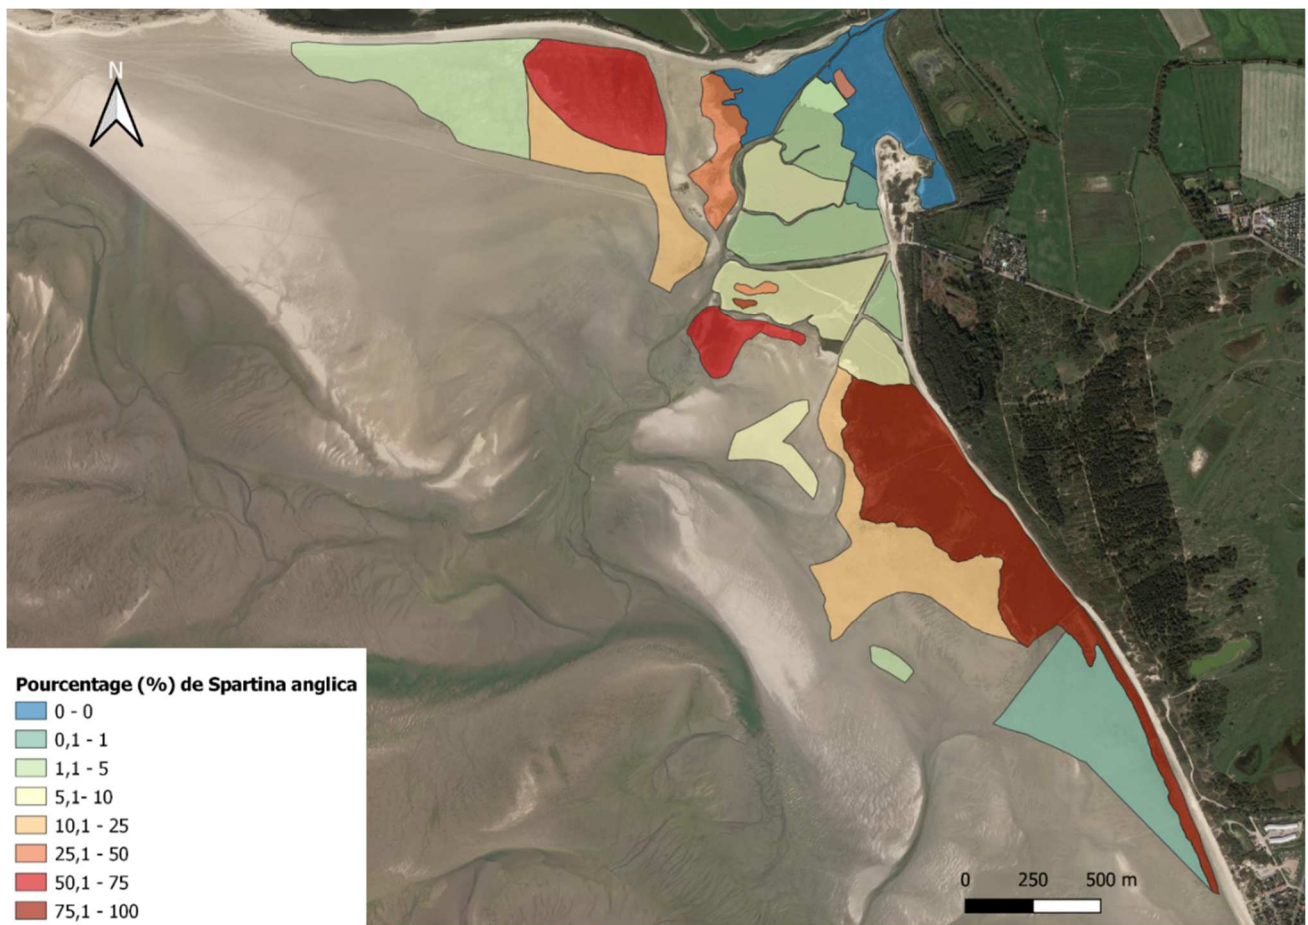 N
Pourcentage (%) de Spartina anglica
0 - 0
0,1 - 1
1,1 - 5
5,1- 10
10,1 - 25
25,1 - 50
50,1 - 75
75,1 - 100
0 250 500 m